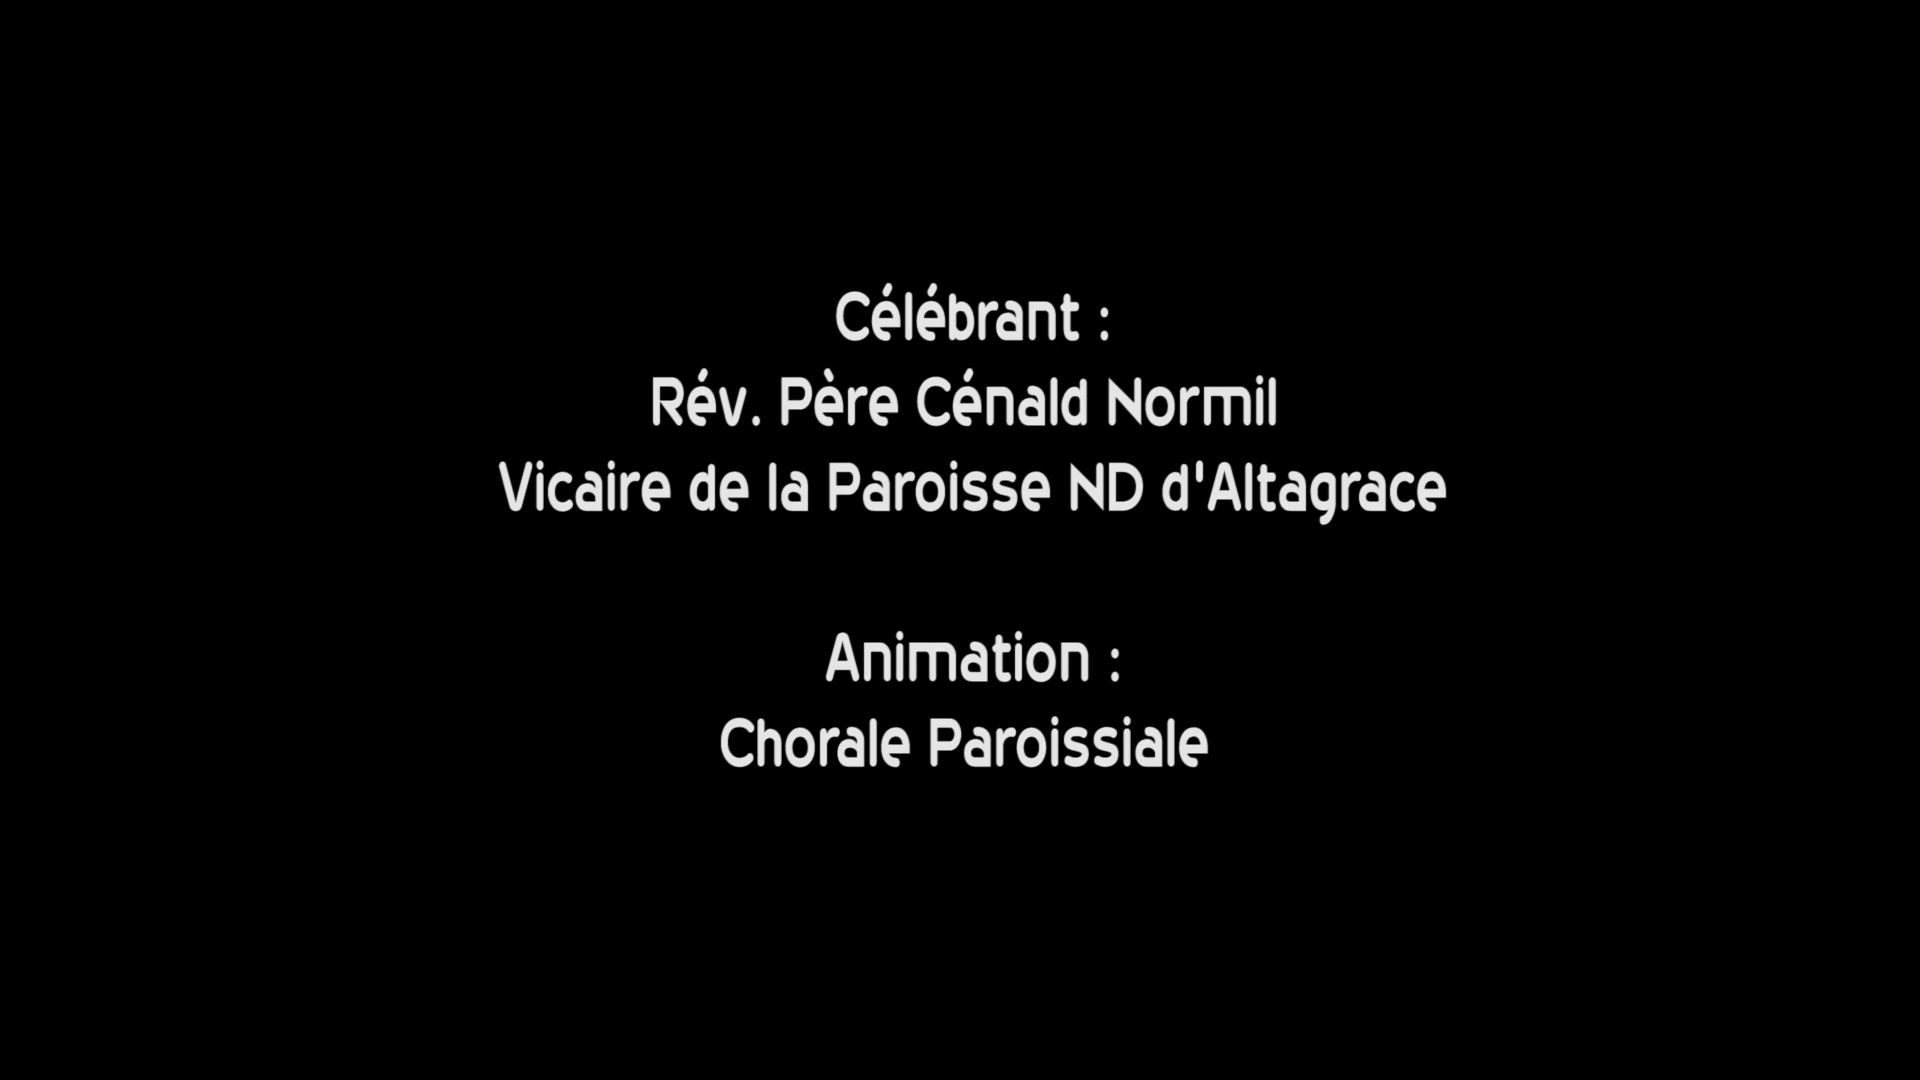 Célébrant :
Rév. Père Cénald Normil
Vicaire de la Paroisse ND d'Altagrace
Animation :
Chorale Paroissiale